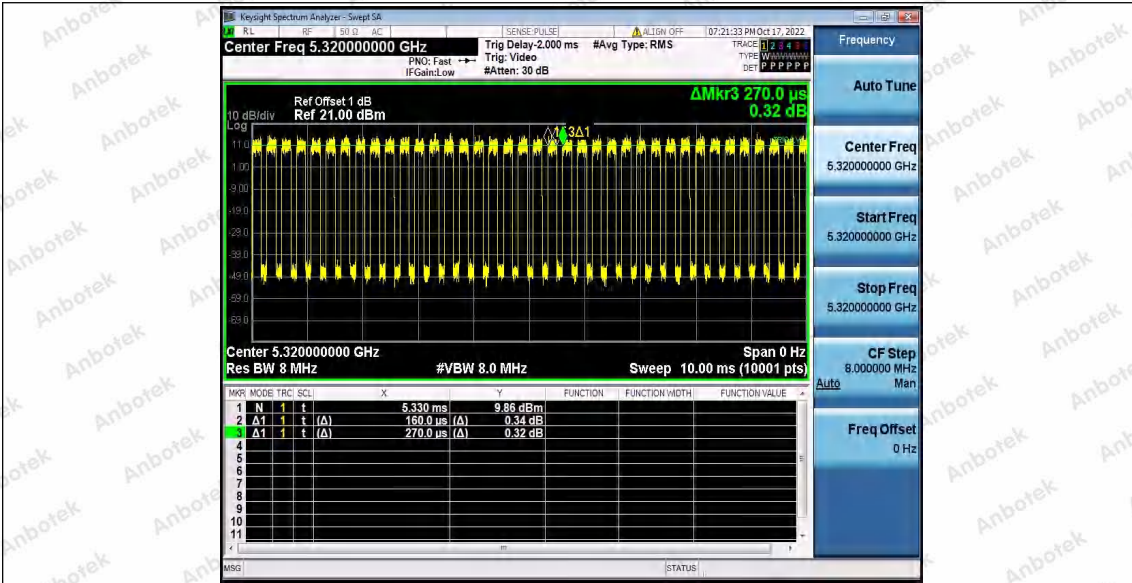 Keysight Spectrum Analyzer - Swept SA
RL RF 50 Ω AC SENSE:PULSE ALIGN OFF 07:21:33 PM Oct 17, 2022
Center Freq 5.320000000 GHz
PNO: Fast
IFGain:Low
Trig Delay-2.000 ms
Trig: Video
#Atten: 30 dB
#Avg Type: RMS
TRACE 1 2 3 4 5 6
TYPE W
DET P P P P P P
Frequency
Auto Tune
Center Freq
5.320000000 GHz
Start Freq
5.320000000 GHz
Stop Freq
5.320000000 GHz
CF Step
8.000000 MHz
Auto Man
Freq Offset
0 Hz
ΔMkr3 270.0 µs
0.32 dB
Ref Offset 1 dB
10 dB/div Ref 21.00 dBm
Log
11.0
1.00
-9.00
-19.0
-29.0
-39.0
-49.0
-59.0
-69.0
3Δ1
Center 5.320000000 GHz Span 0 Hz
Res BW 8 MHz #VBW 8.0 MHz Sweep 10.00 ms (10001 pts)
MKR MODE TRC SCL X Y FUNCTION FUNCTION WIDTH FUNCTION VALUE
1 N 1 t 5.330 ms 9.86 dBm
2 Δ1 1 t (Δ) 160.0 µs (Δ) 0.34 dB
3 Δ1 1 t (Δ) 270.0 µs (Δ) 0.32 dB
4
5
6
7
8
9
10
11
MSG STATUS
Anbotek